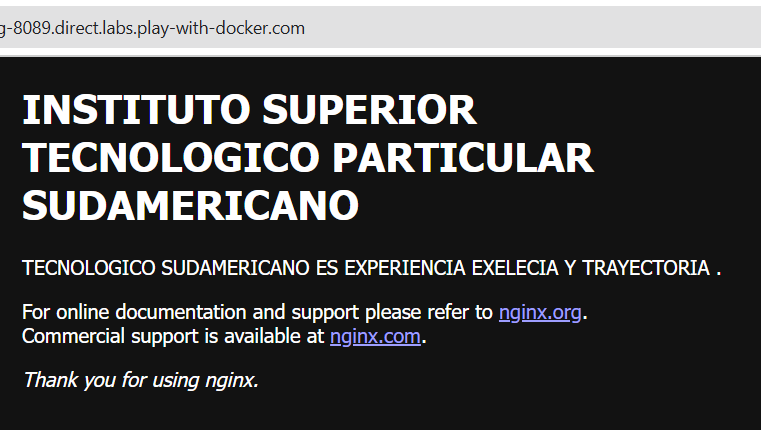 g-8089.direct.labs.play-with-docker.com
INSTITUTO SUPERIOR
TECNOLOGICO PARTICULAR
SUDAMERICANO
TECNOLOGICO SUDAMERICANO ES EXPERIENCIA EXELECIA Y TRAYECTORIA .
For online documentation and support please refer to nginx.org.
Commercial support is available at nginx.com.
Thank you for using nginx.